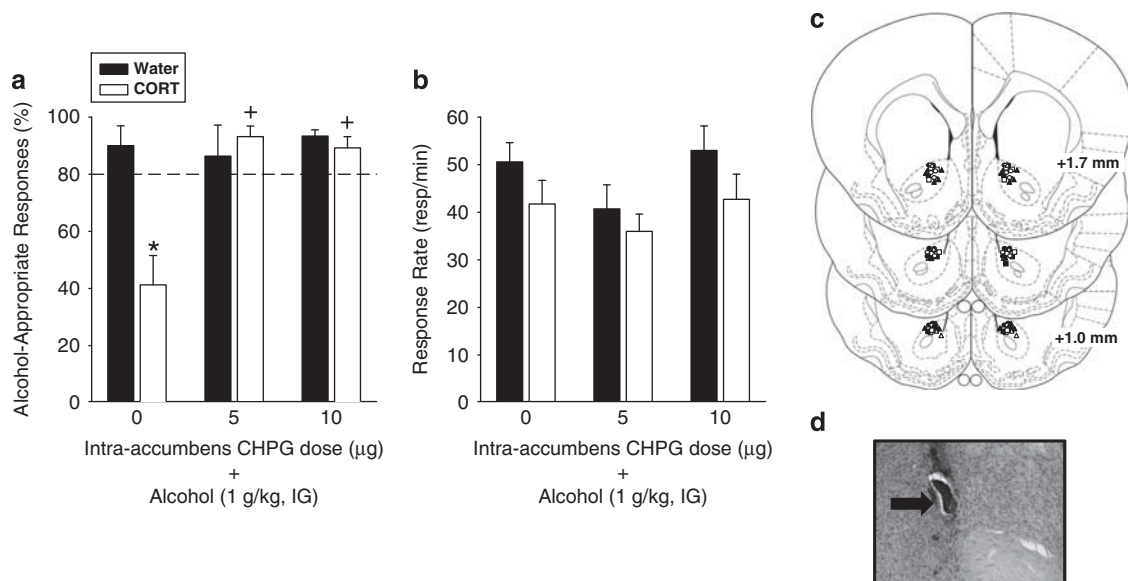 a
Water
CORT
Alcohol-Appropriate Responses (%)
100
80
60
40
20
0
*
+
+
0
5
10
Intra-accumbens CHPG dose (μg)
+
Alcohol (1 g/kg, IG)
b
Response Rate (resp/min)
60
50
40
30
20
10
0
0
5
10
Intra-accumbens CHPG dose (μg)
+
Alcohol (1 g/kg, IG)
c
+1.7 mm
+1.0 mm
d